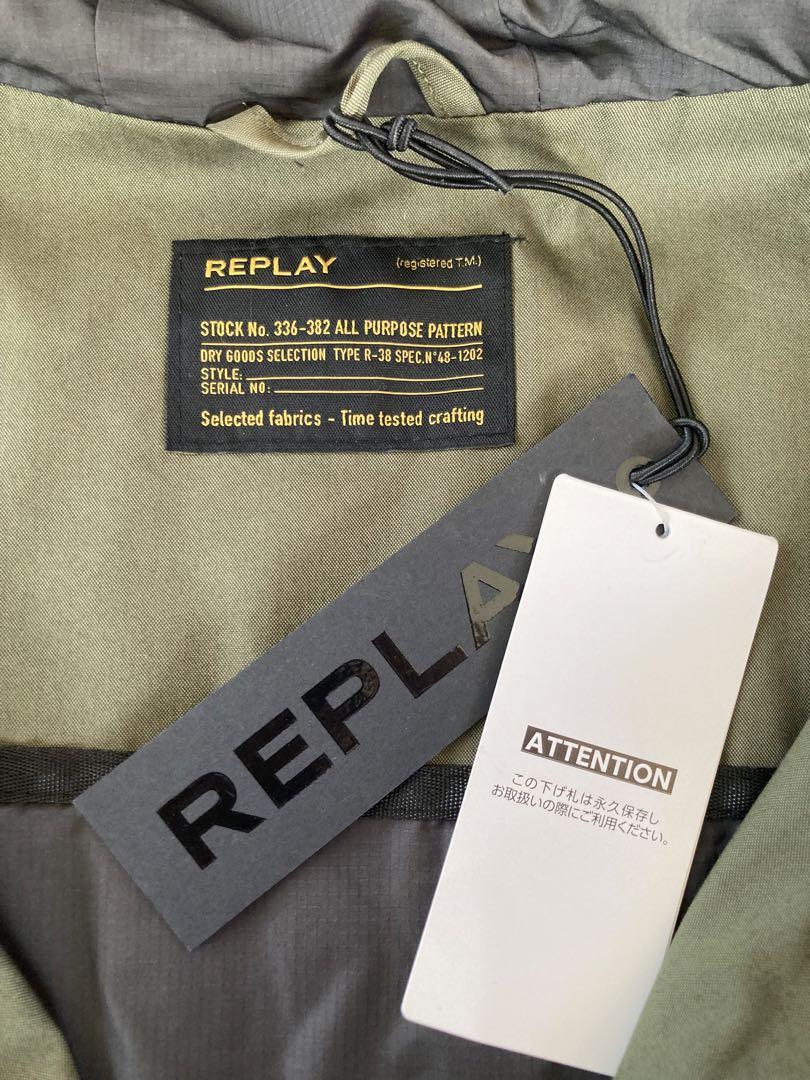 REPLAY (registered T.M.)
STOCK No. 336-382 ALL PURPOSE PATTERN
DRY GOODS SELECTION TYPE R-38 SPEC.N°48-1202
STYLE:
SERIAL NO:
Selected fabrics - Time tested crafting
REPLAY
ATTENTION
この下げ札は永久保存し
お取扱いの際にご利用ください。